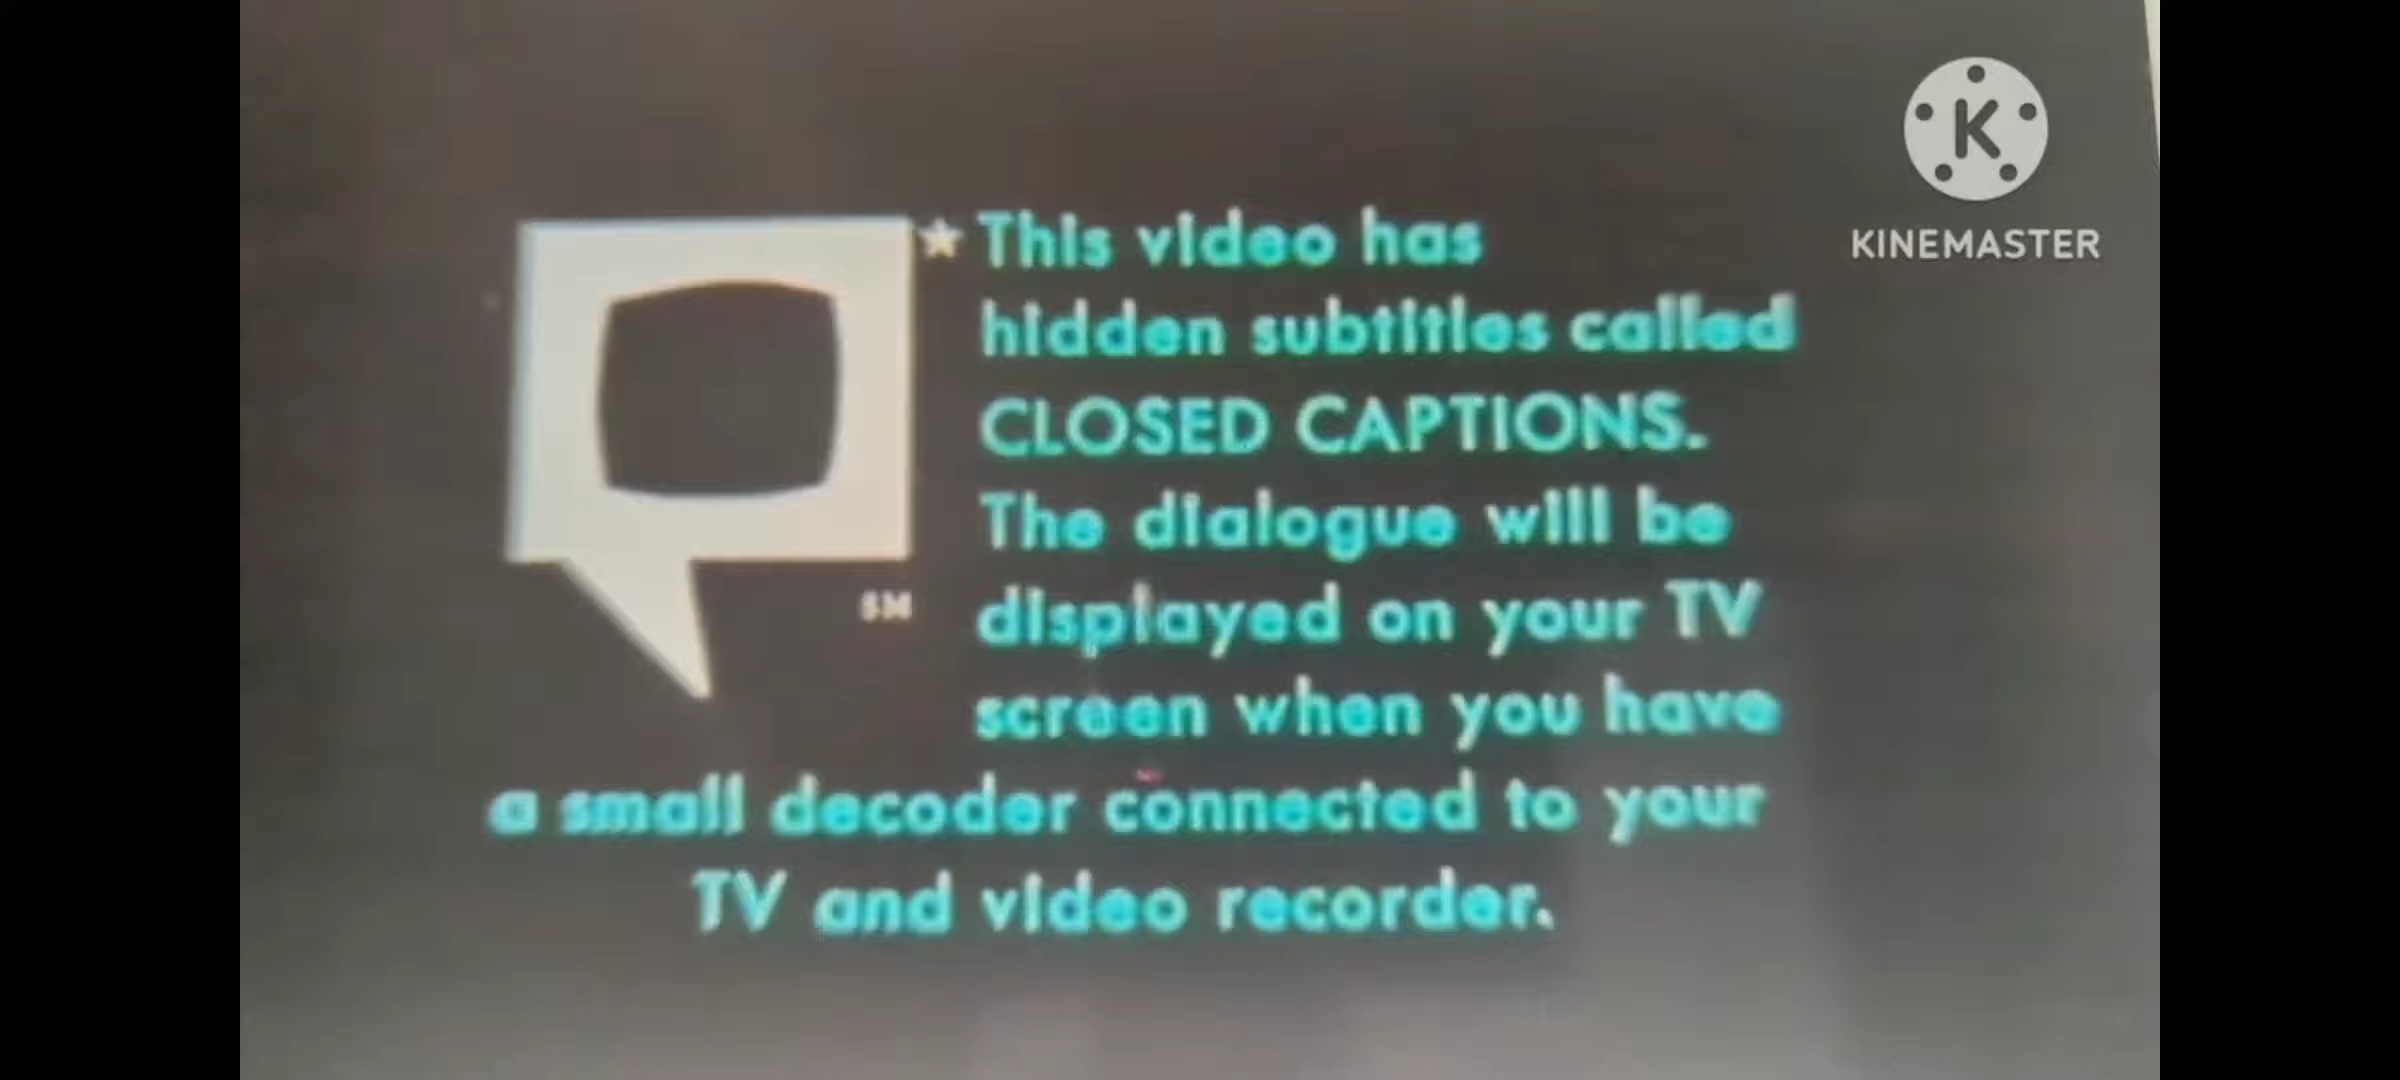 K
KINEMASTER
★ This video has
hidden subtitles called
CLOSED CAPTIONS.
The dialogue will be
SM
displayed on your TV
screen when you have
a small decoder connected to your
TV and video recorder.